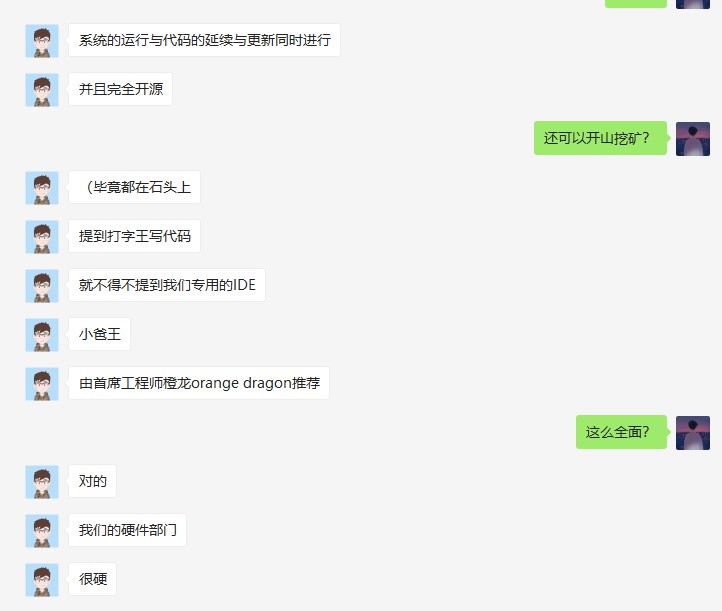 系统的运行与代码的延续与更新同时进行
并且完全开源
还可以开山挖矿？
（毕竟都在石头上
提到打字王写代码
就不得不提到我们专用的IDE
小爸王
由首席工程师橙龙orange dragon推荐
这么全面？
对的
我们的硬件部门
很硬